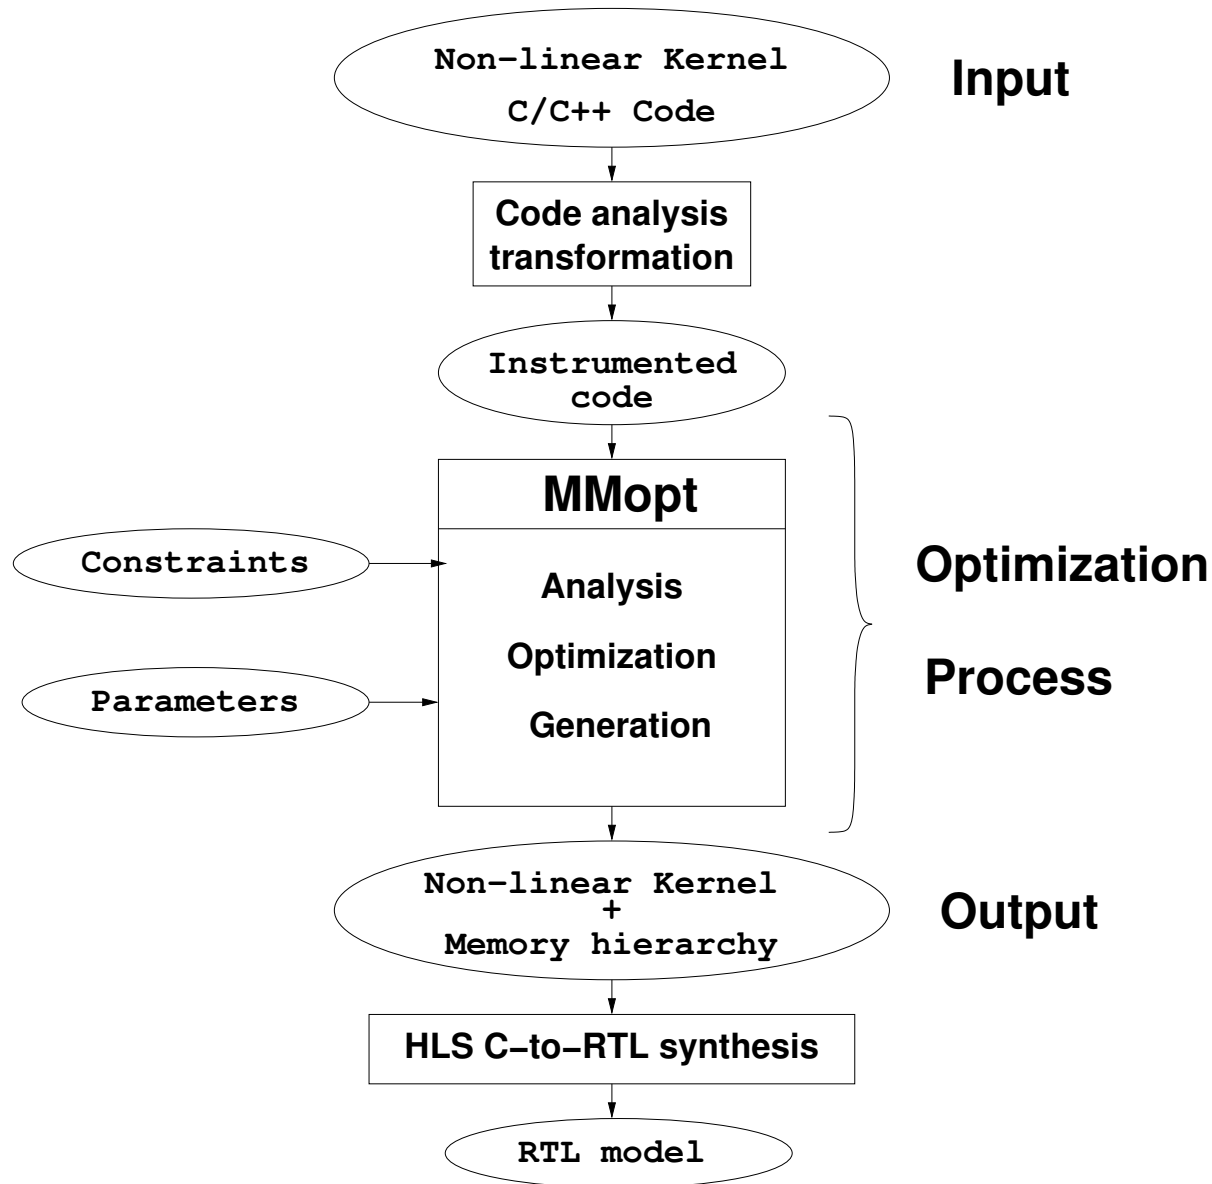 Non-linear Kernel
C/C++ Code
Input
Code analysis
transformation
Instrumented
code
MMopt
Constraints
Analysis
Optimization
Optimization
Process
Parameters
Generation
Non-linear Kernel
+
Memory hierarchy
Output
HLS C-to-RTL synthesis
RTL model